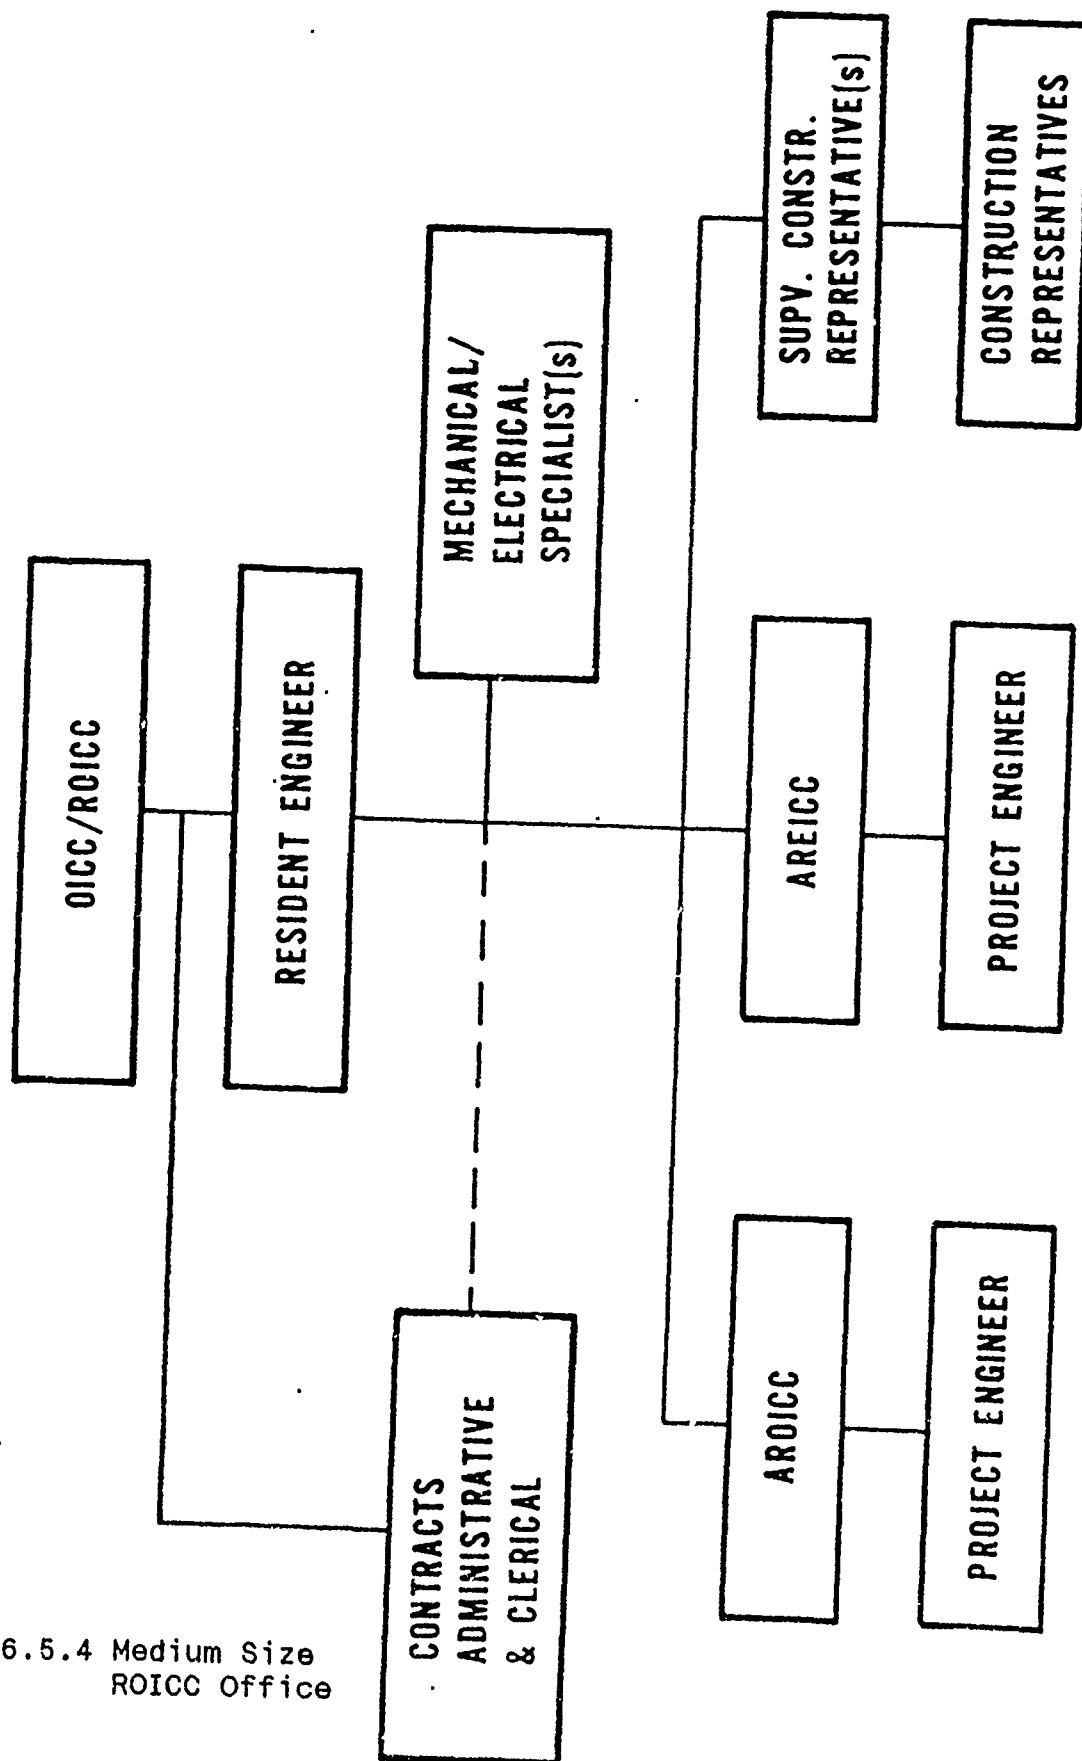 OICC/ROICC
RESIDENT ENGINEER
CONTRACTS
ADMINISTRATIVE
& CLERICAL
MECHANICAL/
ELECTRICAL
SPECIALIST(s)
AROICC
AREICC
SUPV. CONSTR.
REPRESENTATIVE(s)
PROJECT ENGINEER
PROJECT ENGINEER
CONSTRUCTION
REPRESENTATIVES
6.5.4 Medium Size
ROICC Office